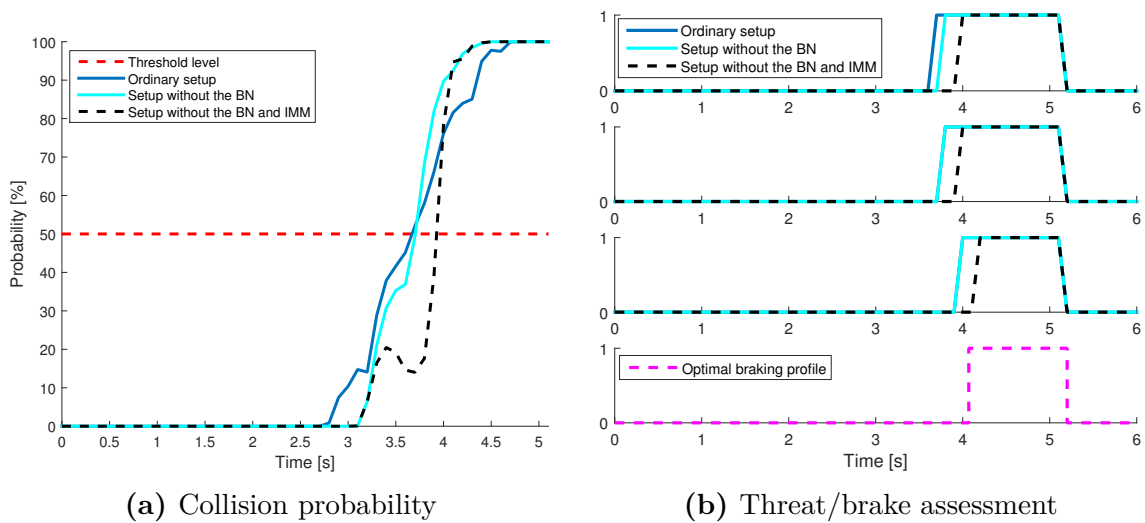 100
90
80
70
60
50
40
30
20
10
0
Probability [%]
Threshold level
Ordinary setup
Setup without the BN
Setup without the BN and IMM
0 0.5 1 1.5 2 2.5 3 3.5 4 4.5 5
Time [s]
(a) Collision probability
1
0
Ordinary setup
Setup without the BN
Setup without the BN and IMM
0 1 2 3 4 5 6
1
0
0 1 2 3 4 5 6
1
0
0 1 2 3 4 5 6
1
0
Optimal braking profile
0 1 2 3 4 5 6
Time [s]
(b) Threat/brake assessment